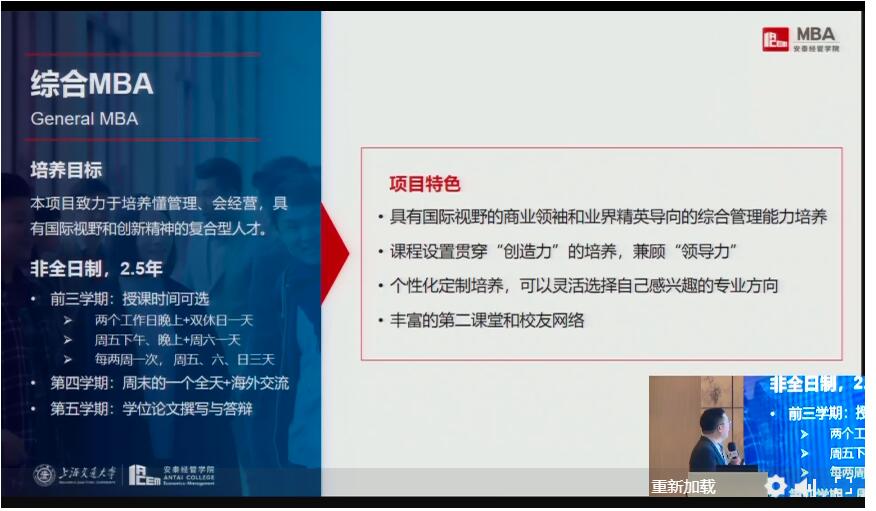 综合MBA
General MBA
培养目标
本项目致力于培养懂管理、会经营，具
有国际视野和创新精神的复合型人才。
非全日制，2.5年
• 前三学期：授课时间可选
➢ 两个工作日晚上+双休日一天
➢ 周五下午、晚上+周六一天
➢ 每两周一次，周五、六、日三天
• 第四学期：周末的一个全天+海外交流
• 第五学期：学位论文撰写与答辩
上海交通大学
安泰经管学院
ANTAI COLLEGE
Economics·Management
MBA
安泰经管学院
项目特色
• 具有国际视野的商业领袖和业界精英导向的综合管理能力培养
• 课程设置贯穿“创造力”的培养，兼顾“领导力”
• 个性化定制培养，可以灵活选择自己感兴趣的专业方向
• 丰富的第二课堂和校友网络
非全日制，2
• 前三学期：授
➢ 两个工
➢ 周五下
➢ 每两周
重新加载